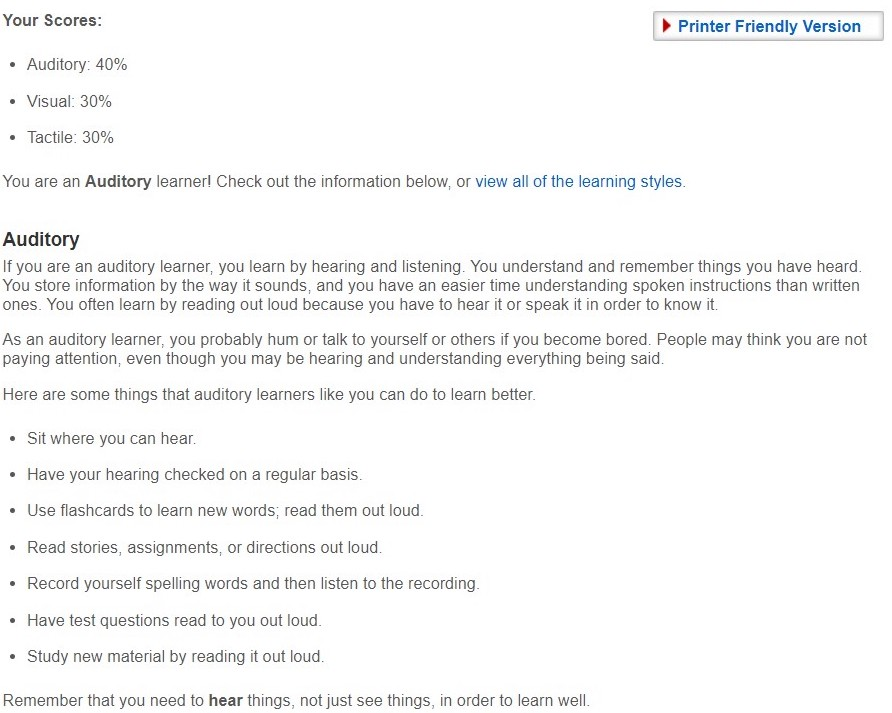 Your Scores:
Printer Friendly Version
• Auditory: 40%
• Visual: 30%
• Tactile: 30%
You are an Auditory learner! Check out the information below, or view all of the learning styles.
Auditory
If you are an auditory learner, you learn by hearing and listening. You understand and remember things you have heard.
You store information by the way it sounds, and you have an easier time understanding spoken instructions than written
ones. You often learn by reading out loud because you have to hear it or speak it in order to know it.
As an auditory learner, you probably hum or talk to yourself or others if you become bored. People may think you are not
paying attention, even though you may be hearing and understanding everything being said.
Here are some things that auditory learners like you can do to learn better.
• Sit where you can hear.
• Have your hearing checked on a regular basis.
• Use flashcards to learn new words; read them out loud.
• Read stories, assignments, or directions out loud.
• Record yourself spelling words and then listen to the recording.
• Have test questions read to you out loud.
• Study new material by reading it out loud.
Remember that you need to hear things, not just see things, in order to learn well.